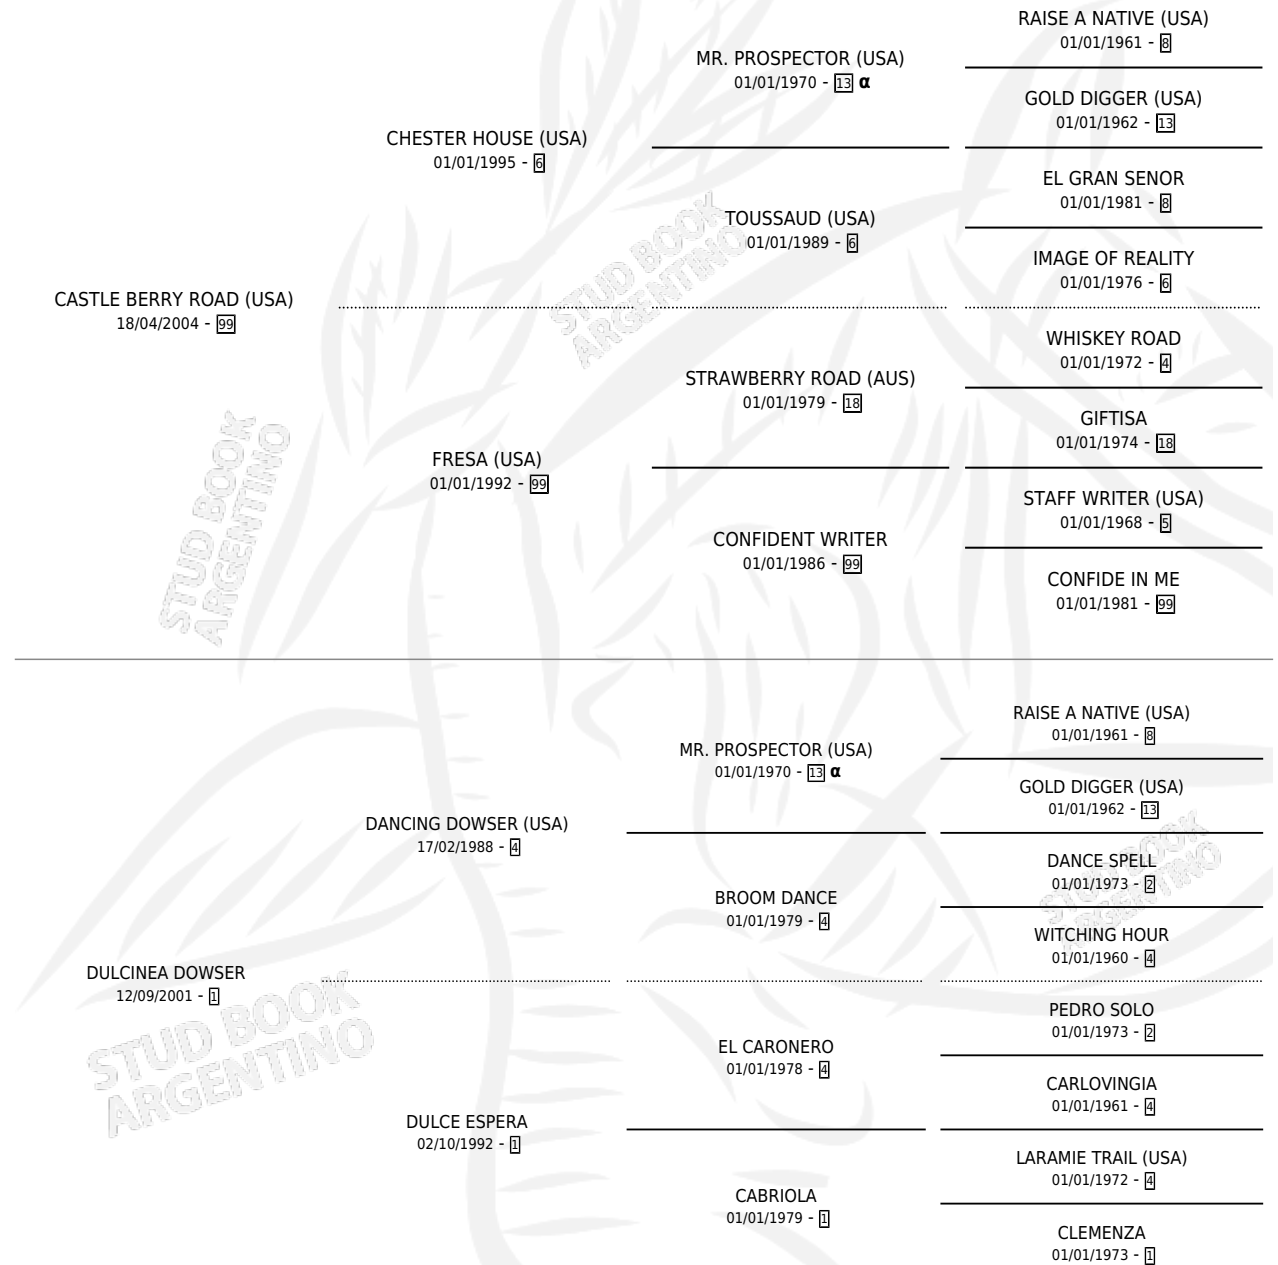 RAISE A NATIVE (USA)
01/01/1961 - 8
MR. PROSPECTOR (USA)
01/01/1970 - 13 α
GOLD DIGGER (USA)
01/01/1962 - 13
CHESTER HOUSE (USA)
01/01/1995 - 6
EL GRAN SENOR
01/01/1981 - 8
TOUSSAUD (USA)
01/01/1989 - 6
IMAGE OF REALITY
01/01/1976 - 6
CASTLE BERRY ROAD (USA)
18/04/2004 - 99
WHISKEY ROAD
01/01/1972 - 4
STRAWBERRY ROAD (AUS)
01/01/1979 - 18
GIFTISA
01/01/1974 - 18
FRESA (USA)
01/01/1992 - 99
STAFF WRITER (USA)
01/01/1968 - 5
CONFIDENT WRITER
01/01/1986 - 99
CONFIDE IN ME
01/01/1981 - 99
RAISE A NATIVE (USA)
01/01/1961 - 8
MR. PROSPECTOR (USA)
01/01/1970 - 13 α
GOLD DIGGER (USA)
01/01/1962 - 13
DANCING DOWSER (USA)
17/02/1988 - 4
DANCE SPELL
01/01/1973 - 2
BROOM DANCE
01/01/1979 - 4
WITCHING HOUR
01/01/1960 - 4
DULCINEA DOWSER
12/09/2001 - 1
PEDRO SOLO
01/01/1973 - 2
EL CARONERO
01/01/1978 - 4
CARLOVINGIA
01/01/1961 - 4
DULCE ESPERA
02/10/1992 - 1
LARAMIE TRAIL (USA)
01/01/1972 - 4
CABRIOLA
01/01/1979 - 1
CLEMENZA
01/01/1973 - 1
STUD BOOK
ARGENTINO
STUD BOOK
ARGENTINO
STUD BOOK
ARGENTINO
STUD BOOK
ARGENTINO